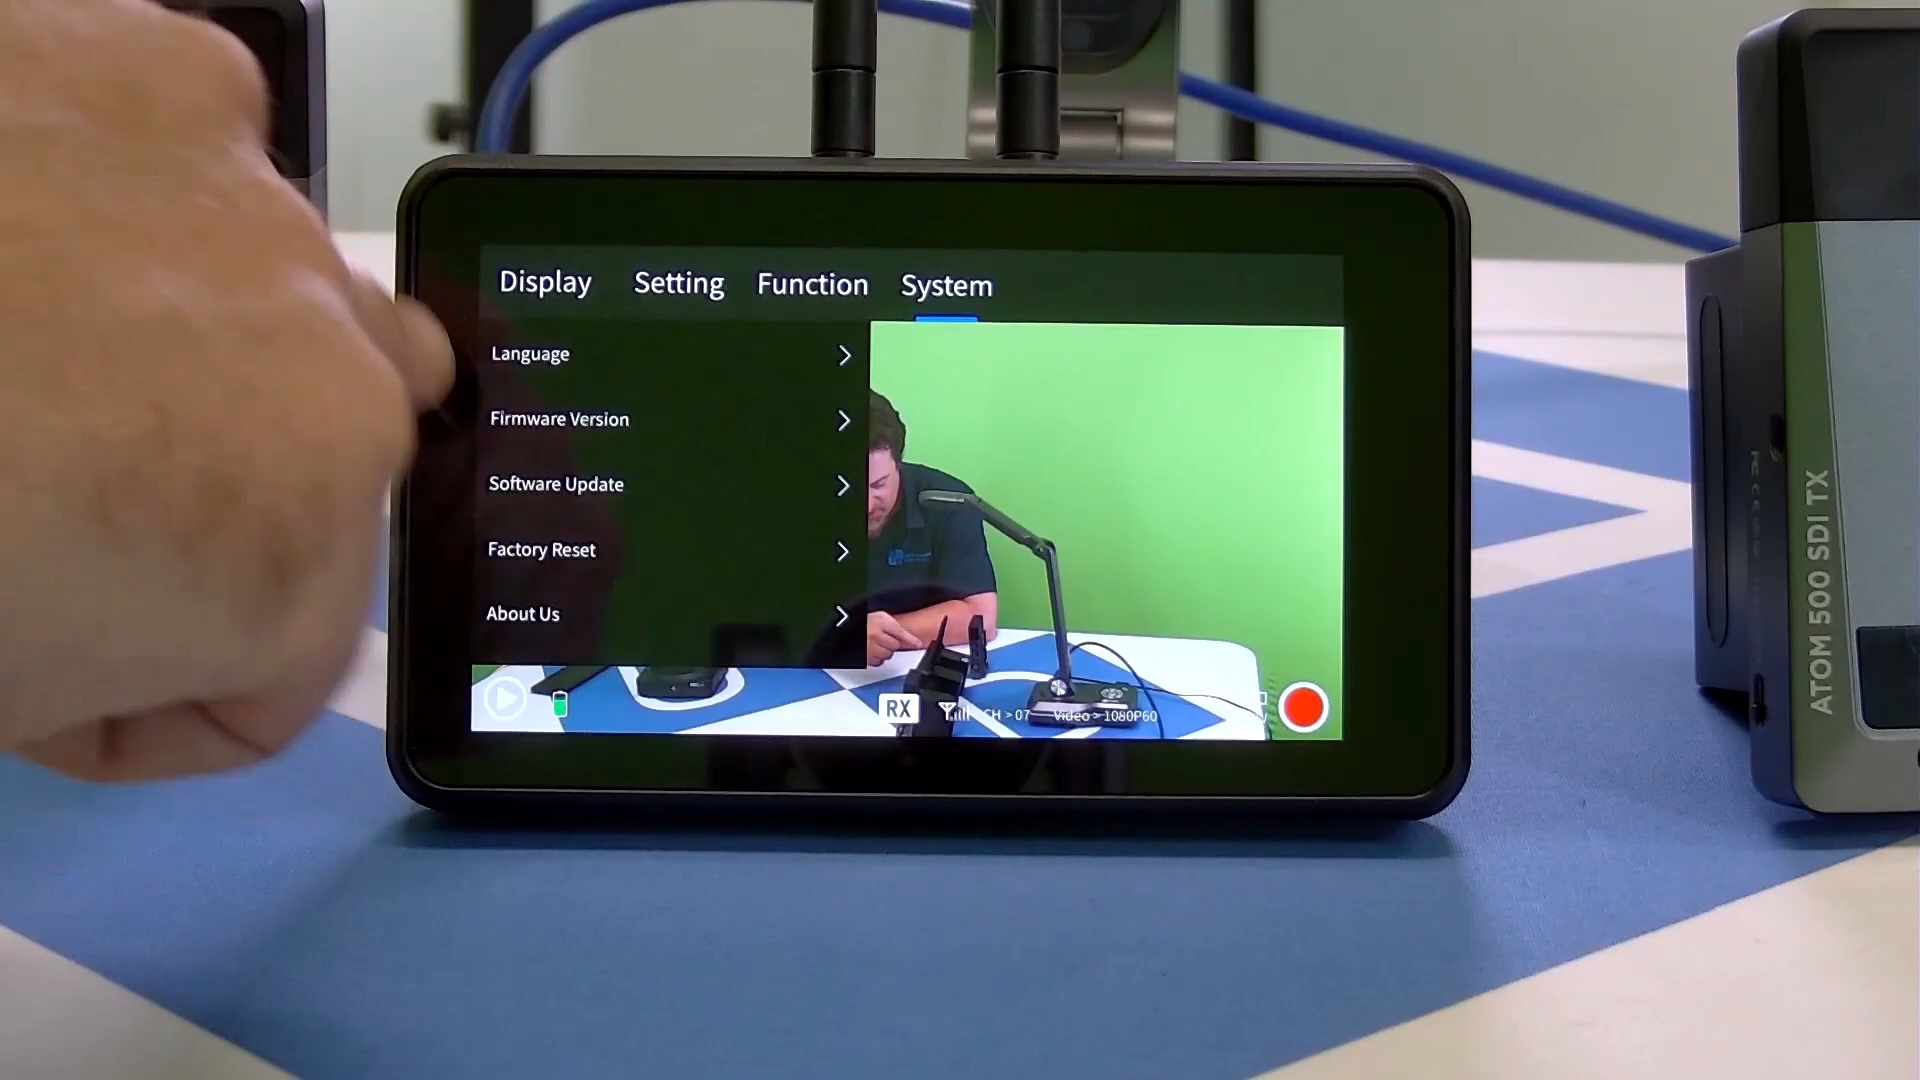 Display Setting Function System
Language
Firmware Version
Software Update
Factory Reset
About Us
RX CH > 07 Video > 1080P60
ATOM 500 SDI TX